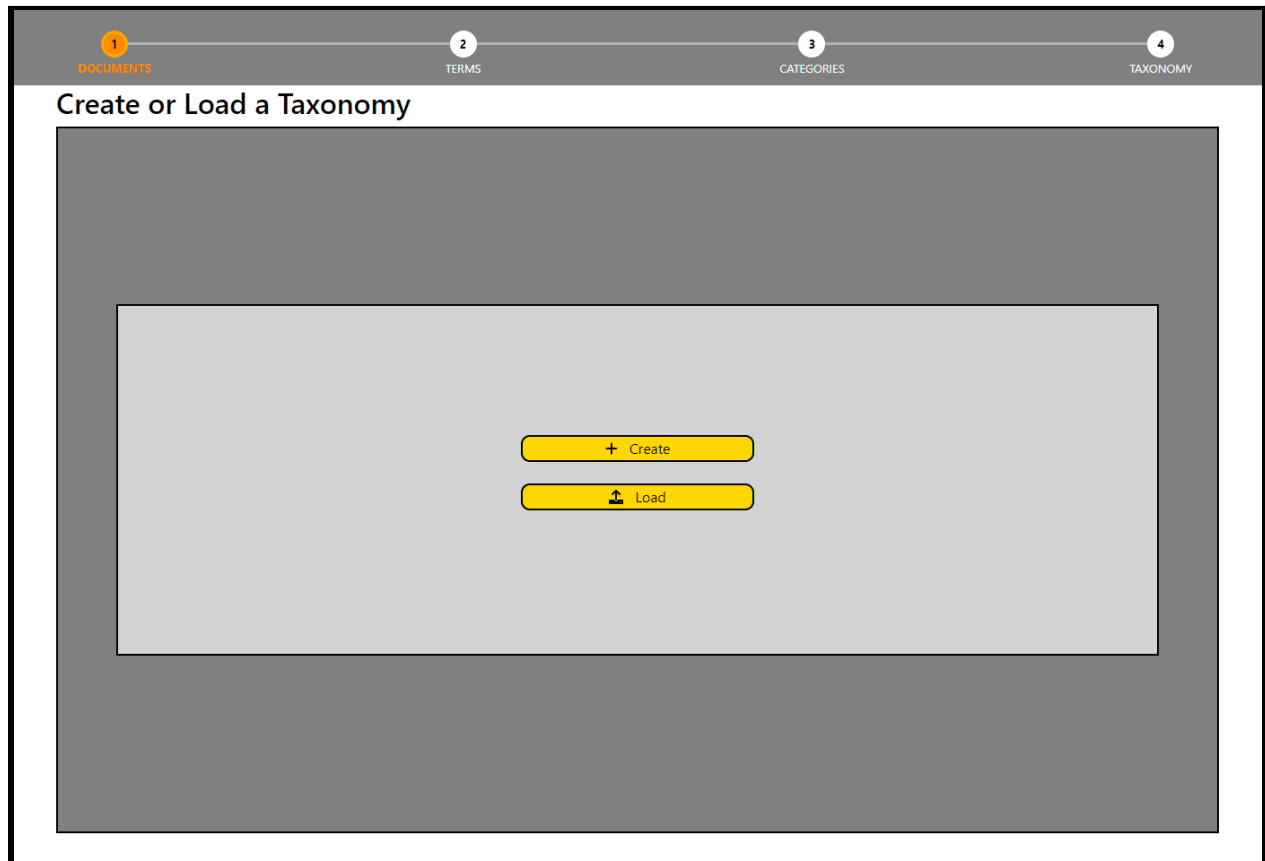 1 2 3 4
DOCUMENTS TERMS CATEGORIES TAXONOMY
Create or Load a Taxonomy
Create
Load